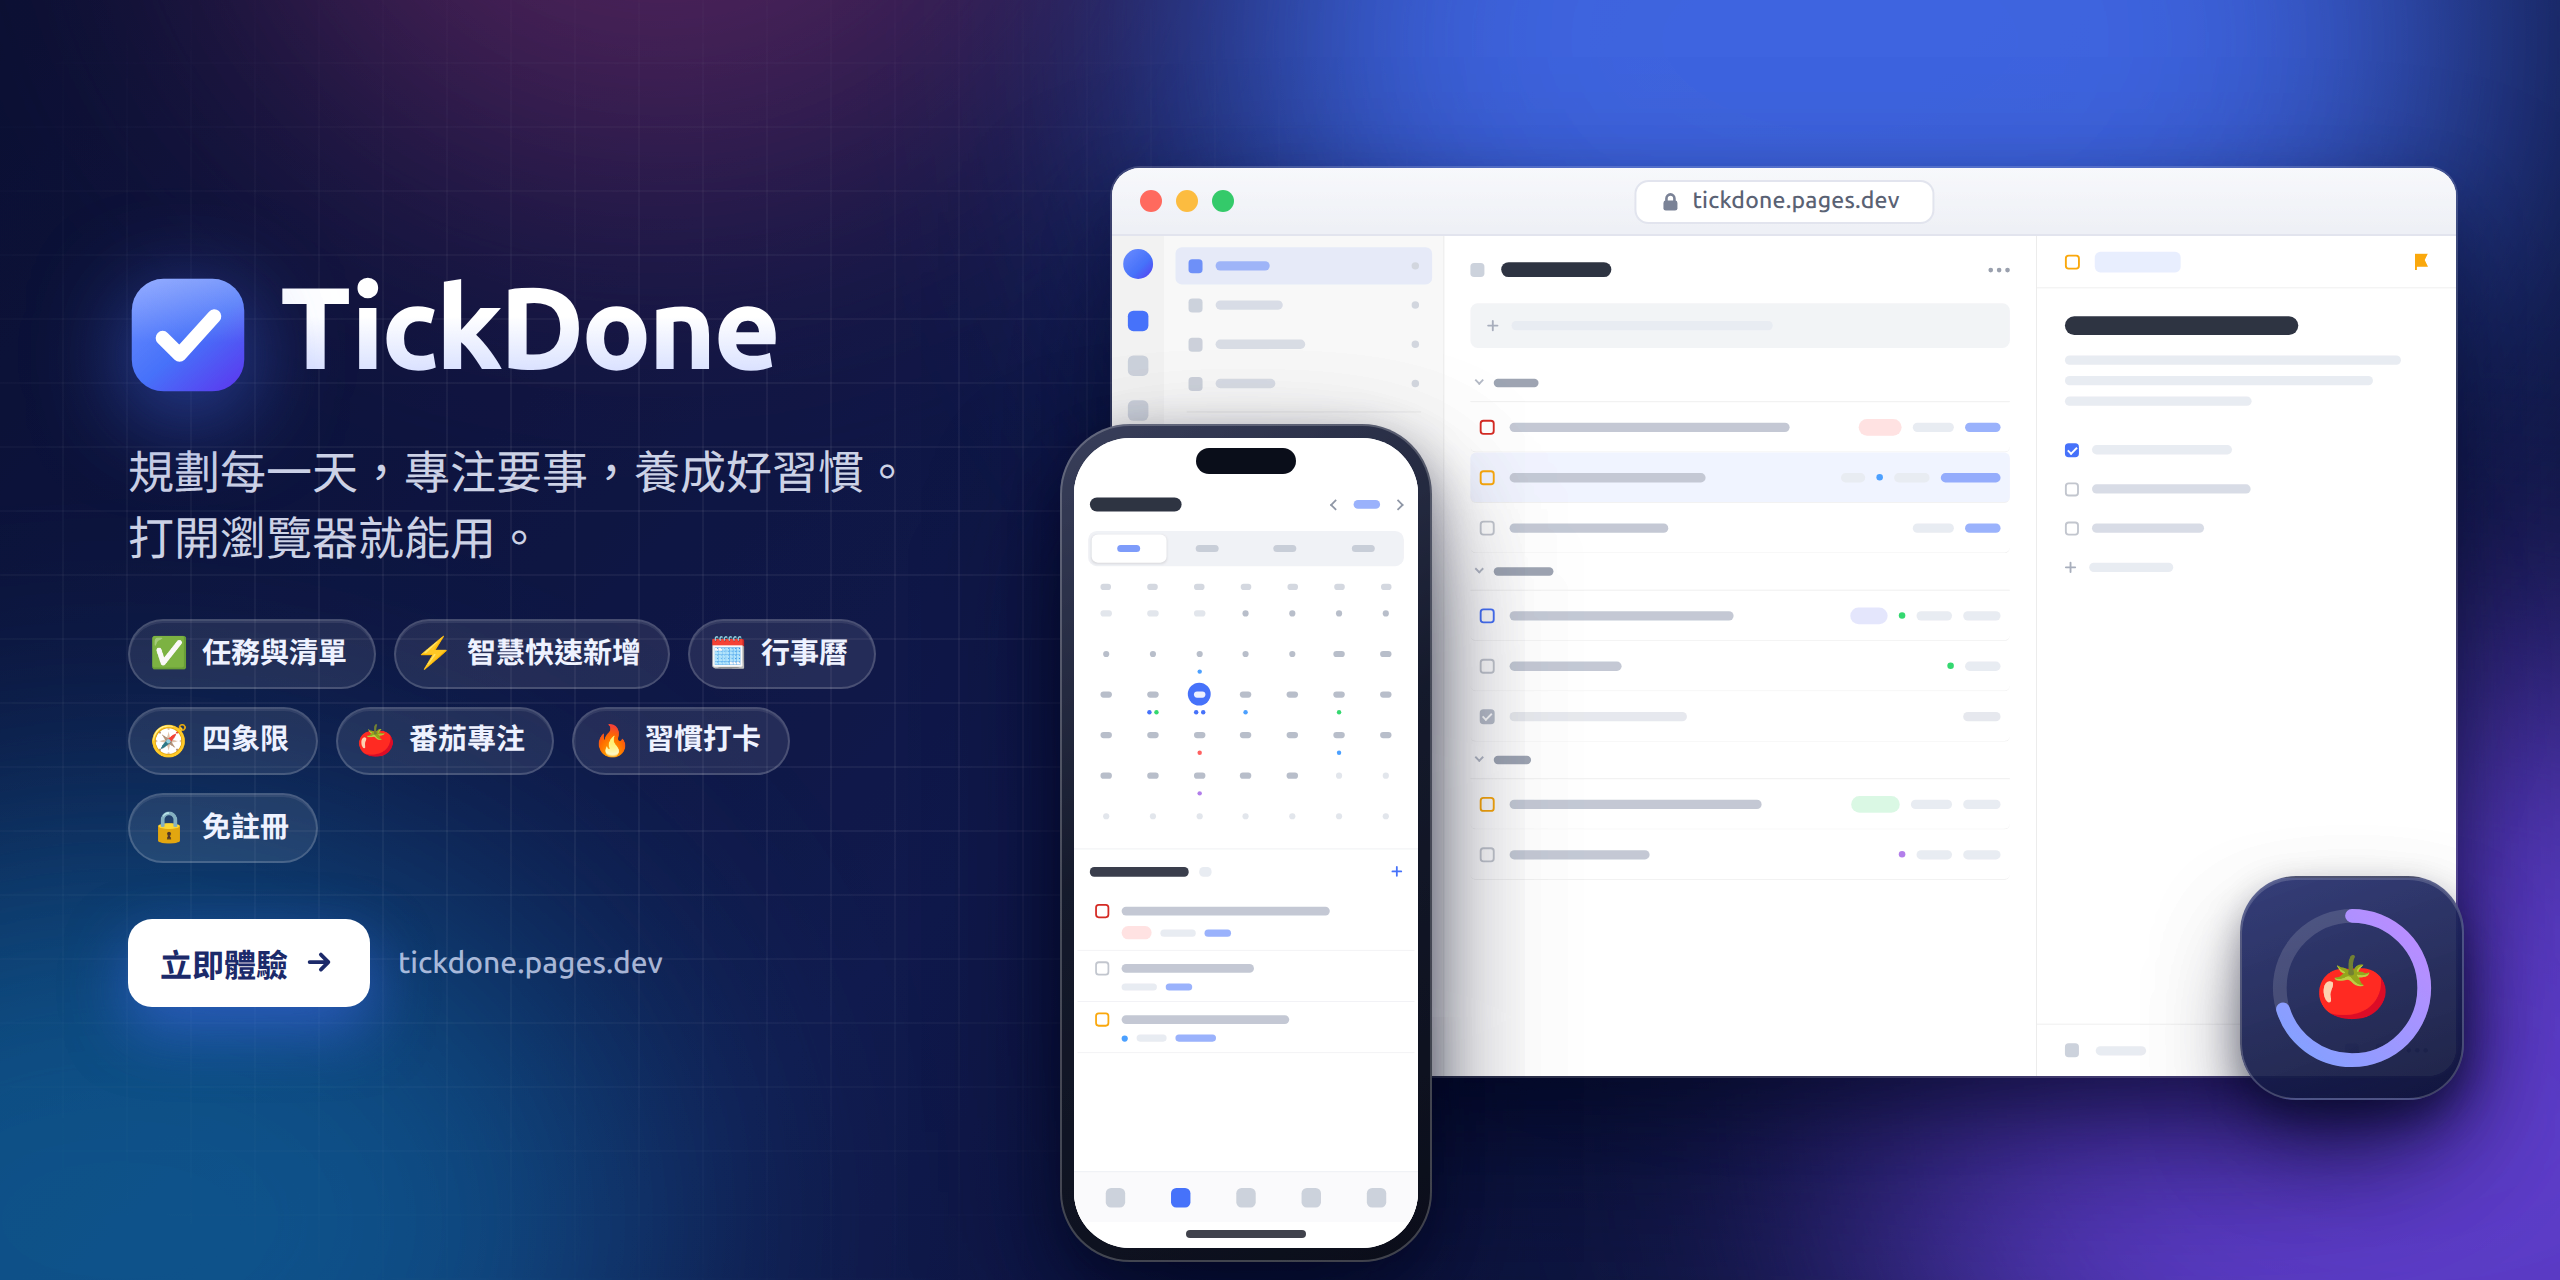 TickDone
規劃每一天，專注要事，養成好習慣。
打開瀏覽器就能用。
✅ 任務與清單
⚡ 智慧快速新增
🗓️ 行事曆
🧭 四象限
🍅 番茄專注
🔥 習慣打卡
🔒 免註冊
立即體驗 →
tickdone.pages.dev
tickdone.pages.dev